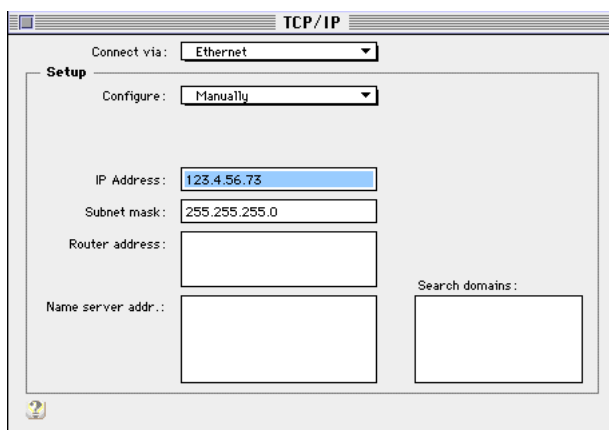 TCP/IP
Connect via: Ethernet
Setup
Configure: Manually
IP Address: 123.4.56.73
Subnet mask: 255.255.255.0
Router address:
Search domains:
Name server addr.:
?